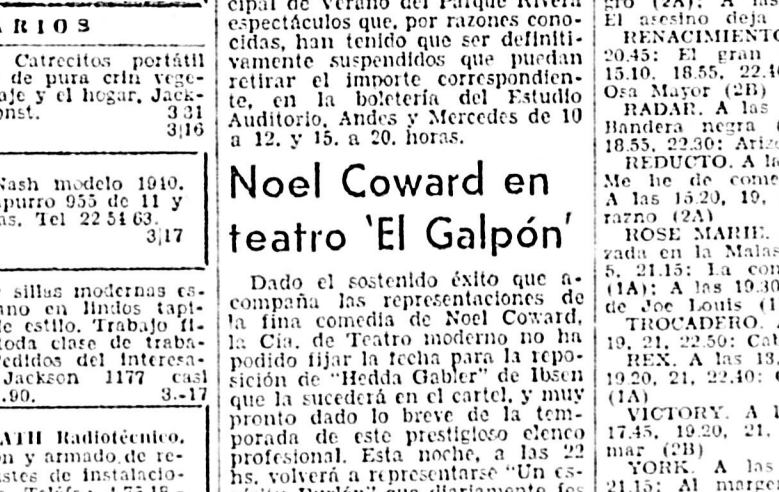 ARIOS
Catrecitos portátil
de pura crin vege-
aje y el hogar. Jack-
onst. 3 31
3|16
Nash modelo 1940.
purro 955 de 11 y
as. Tel 22 51 63.
3|17
sillas modernas es-
ano en lindos tapi-
de estilo. Trabajo fi-
toda clase de traba-
Pedidos del interesa-
Jackson 1177 casi
.90. 3.-17
ATH Radiotécnico.
n y armado de re-
stes de instalacio-
cipal de Verano del Parque Rivera
espectáculos que, por razones cono-
cidas, han tenido que ser definiti-
vamente suspendidos que puedan
retirar el importe correspondien-
te, en la boletería del Estudio
Auditorio, Andes y Mercedes de 10
a 12. y 15. a 20. horas.
Noel Coward en
teatro 'El Galpón'
Dado el sostenido éxito que a-
compaña las representaciones de
la fina comedia de Noel Coward,
la Cía. de Teatro moderno no ha
podido fijar la fecha para la repo-
sición de "Hedda Gabler" de Ibsen
que la sucederá en el cartel, y muy
pronto dado lo breve de la tem-
porada de este prestigioso elenco
profesional. Esta noche, a las 22
hs. volverá a representarse "Un es-
que diariamente
gro (2A): A las
El asesino deja
RENACIMIENTO
20.45: El gran
15.10, 18.55, 22.4
Osa Mayor (2B)
RADAR. A las
Bandera negra (
18.55, 22.30: Ariz
REDUCTO. A la
Me he de come
A las 15.20, 19,
razno (2A)
ROSE MARIE.
zada en la Malas
5, 21.15: La con
(1A): A las 19.30
de Joe Louis (1
TROCADERO.
19, 21, 22.50: Cat
REX. A las 13.
19.20, 21, 22.40: C
(1A)
VICTORY. A l
17.45, 19.20, 21,
mar (2B)
YORK. A las
21.15: Al marge